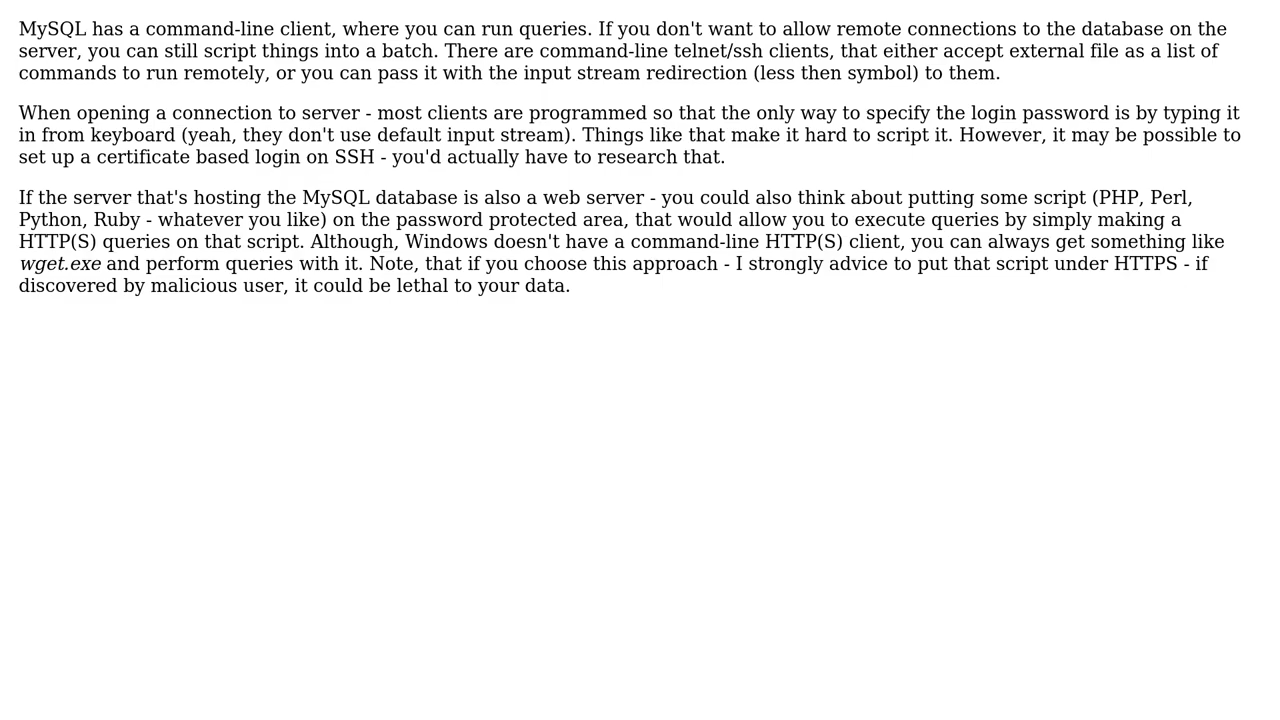 MySQL has a command-line client, where you can run queries. If you don't want to allow remote connections to the database on the
server, you can still script things into a batch. There are command-line telnet/ssh clients, that either accept external file as a list of
commands to run remotely, or you can pass it with the input stream redirection (less then symbol) to them.
When opening a connection to server - most clients are programmed so that the only way to specify the login password is by typing it
in from keyboard (yeah, they don't use default input stream). Things like that make it hard to script it. However, it may be possible to
set up a certificate based login on SSH - you'd actually have to research that.
If the server that's hosting the MySQL database is also a web server - you could also think about putting some script (PHP, Perl,
Python, Ruby - whatever you like) on the password protected area, that would allow you to execute queries by simply making a
HTTP(S) queries on that script. Although, Windows doesn't have a command-line HTTP(S) client, you can always get something like
wget.exe and perform queries with it. Note, that if you choose this approach - I strongly advice to put that script under HTTPS - if
discovered by malicious user, it could be lethal to your data.